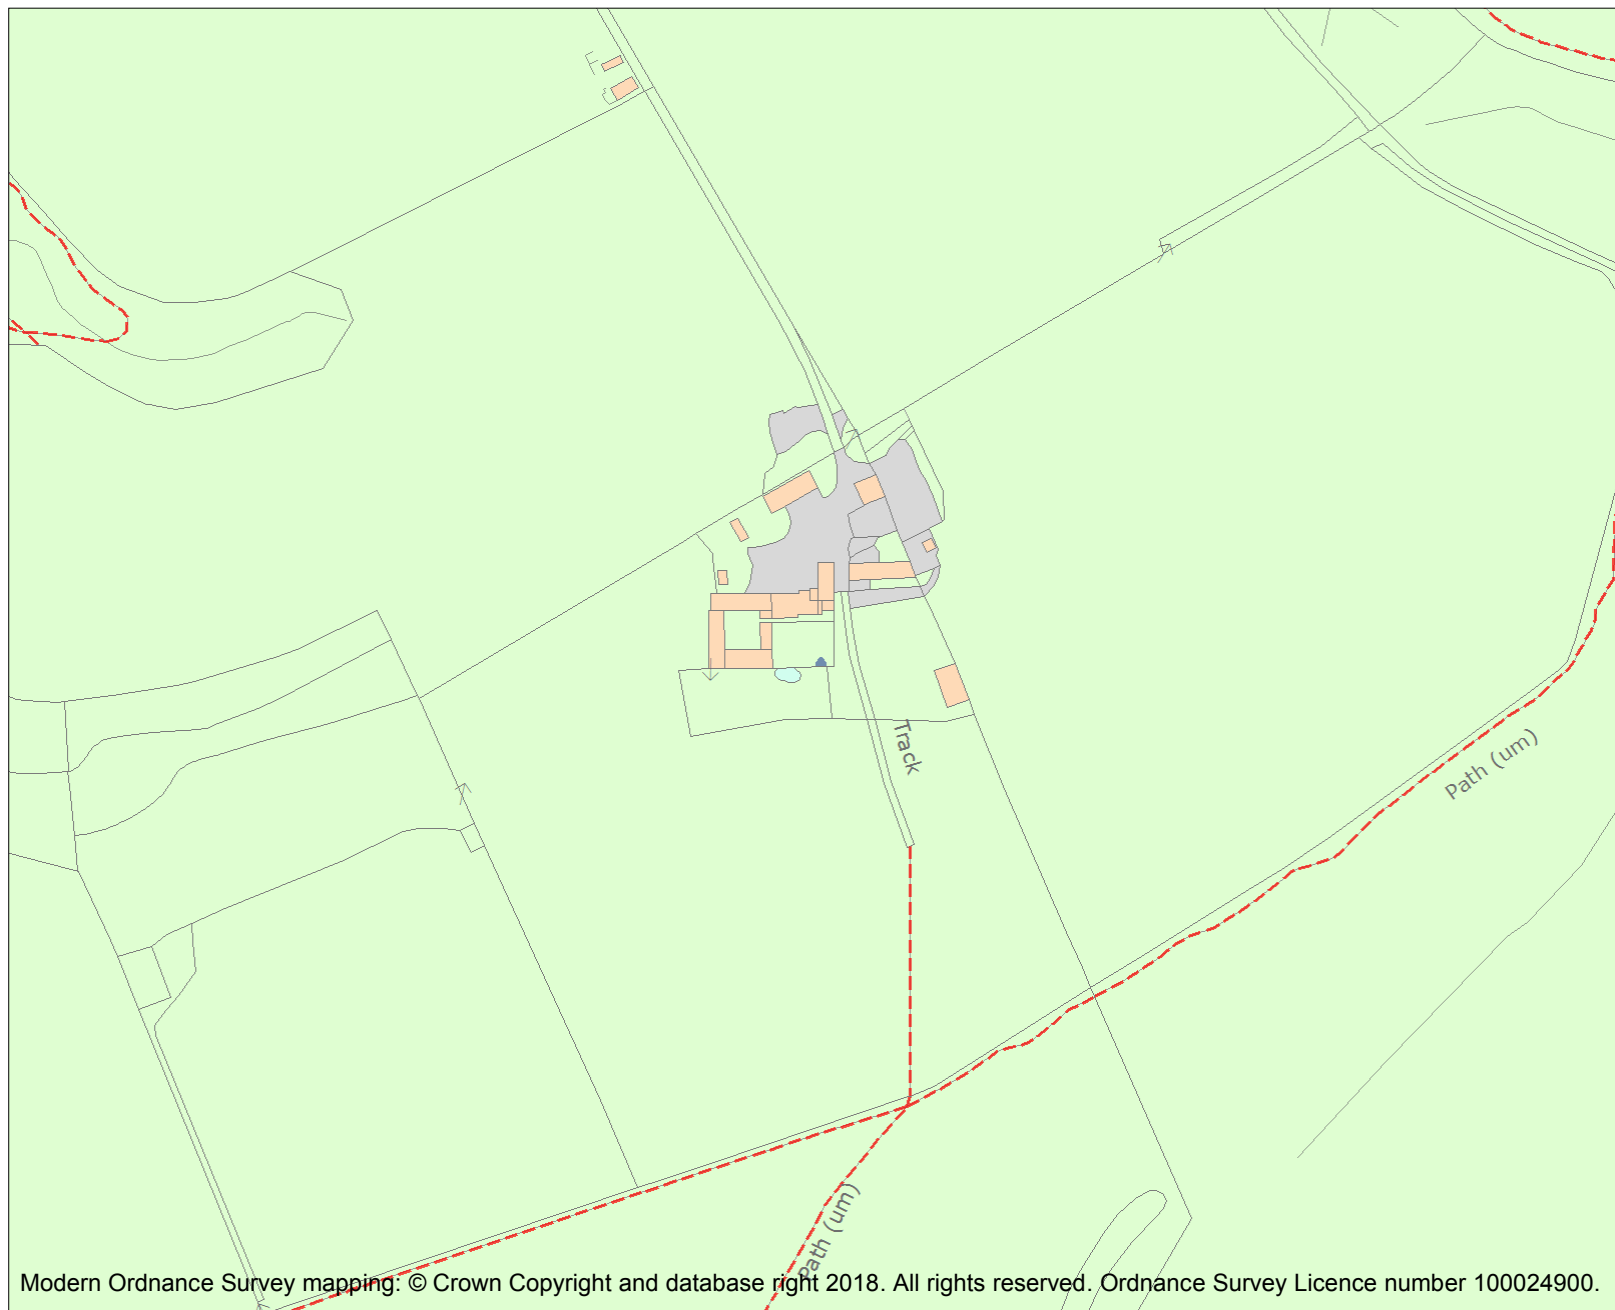 Track
Path (um)
Path (um)
Modern Ordnance Survey mapping: © Crown Copyright and database right 2018. All rights reserved. Ordnance Survey Licence number 100024900.